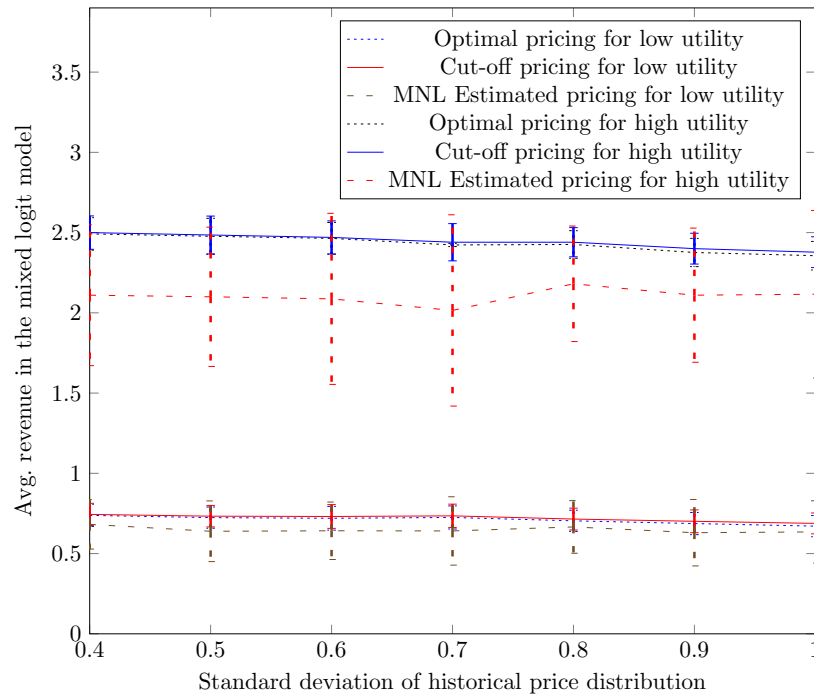 Optimal pricing for low utility
Cut-off pricing for low utility
MNL Estimated pricing for low utility
Optimal pricing for high utility
Cut-off pricing for high utility
MNL Estimated pricing for high utility
3.5
3
2.5
2
1.5
1
0.5
0
Avg. revenue in the mixed logit model
0.4 0.5 0.6 0.7 0.8 0.9 1
Standard deviation of historical price distribution